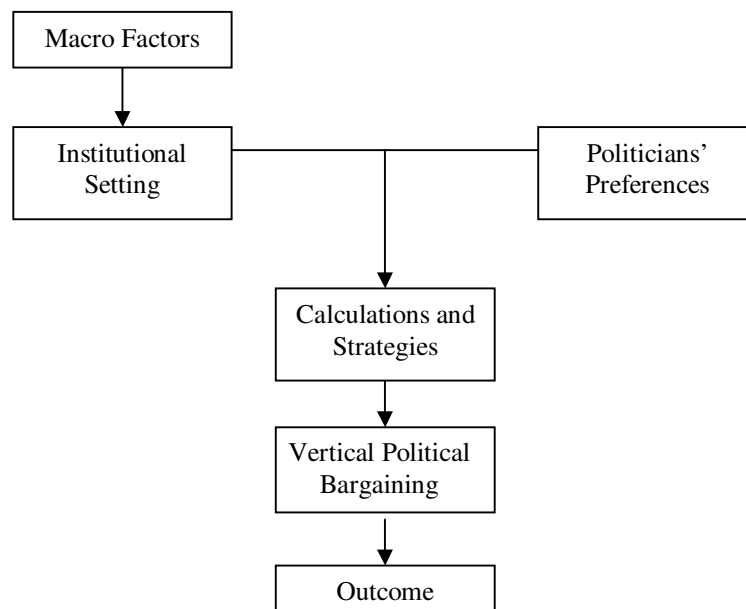 Macro Factors
Institutional
Setting
Politicians’
Preferences
Calculations and
Strategies
Vertical Political
Bargaining
Outcome